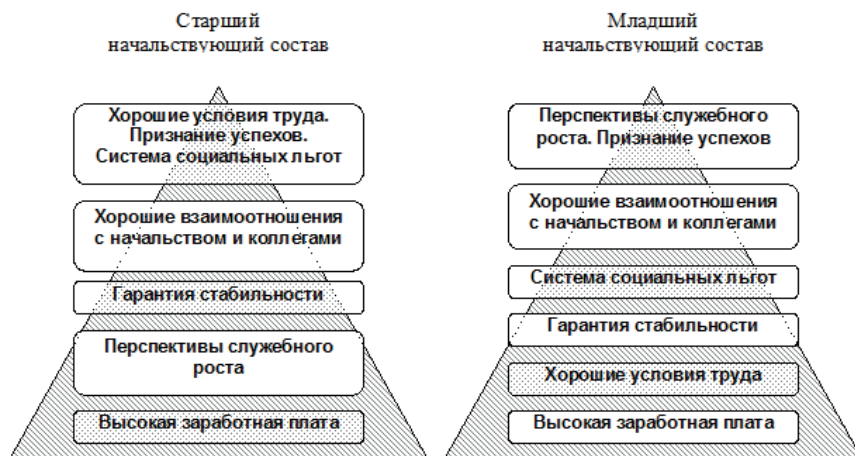 Старший
начальствующий состав
Хорошие условия труда.
Признание успехов.
Система социальных льгот
Хорошие взаимоотношения
с начальством и коллегами
Гарантия стабильности
Перспективы служебного
роста
Высокая заработная плата
Младший
начальствующий состав
Перспективы служебного
роста. Признание успехов
Хорошие взаимоотношения
с начальством и коллегами
Система социальных льгот
Гарантия стабильности
Хорошие условия труда
Высокая заработная плата